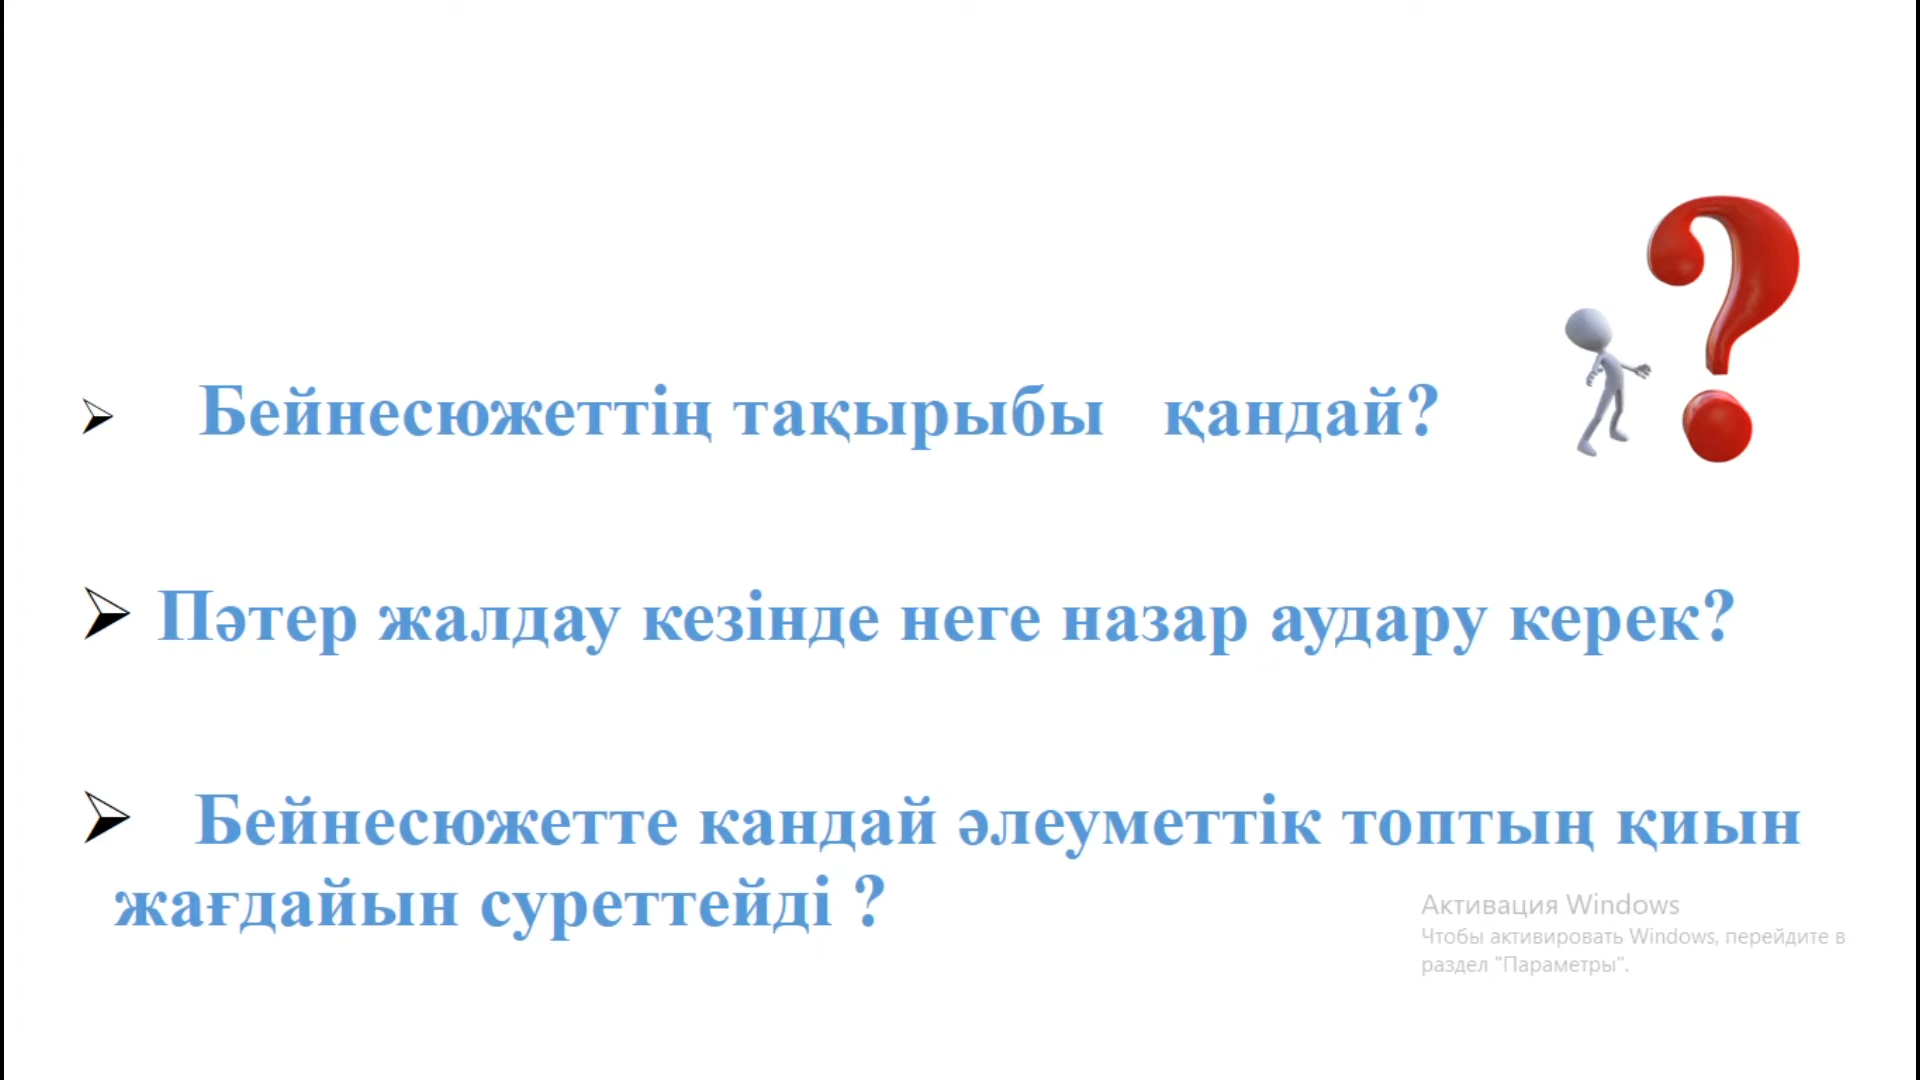 ➢ Бейнесюжеттің тақырыбы қандай?
➢ Пәтер жалдау кезінде неге назар аудару керек?
➢ Бейнесюжетте кандай әлеуметтік топтың қиын
жағдайын суреттейді ?
Активация Windows
Чтобы активировать Windows, перейдите в
раздел "Параметры".